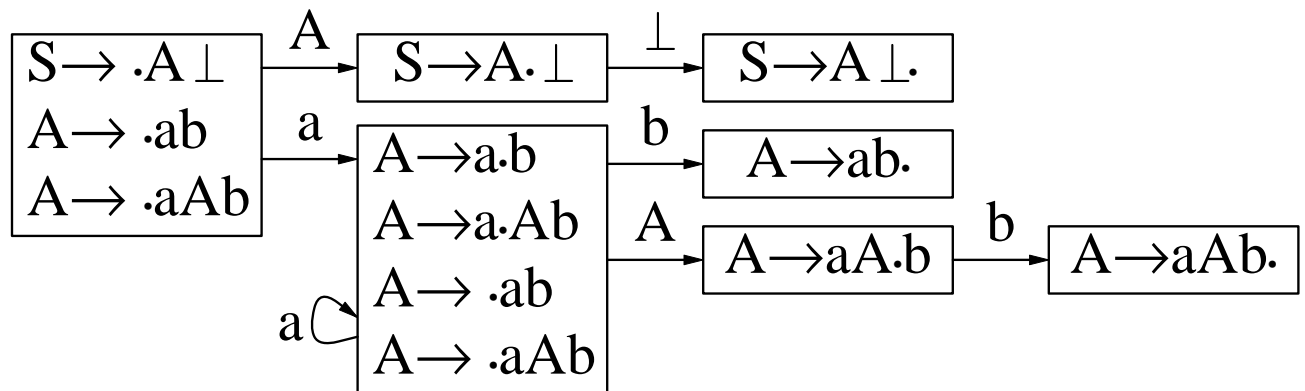 S→ .A⊥
A→ .ab
A→ .aAb
A
S→A.⊥
⊥
S→A⊥.
a
A→a.b
A→a.Ab
A→ .ab
A→ .aAb
a
b
A→ab.
A
A→aA.b
b
A→aAb.